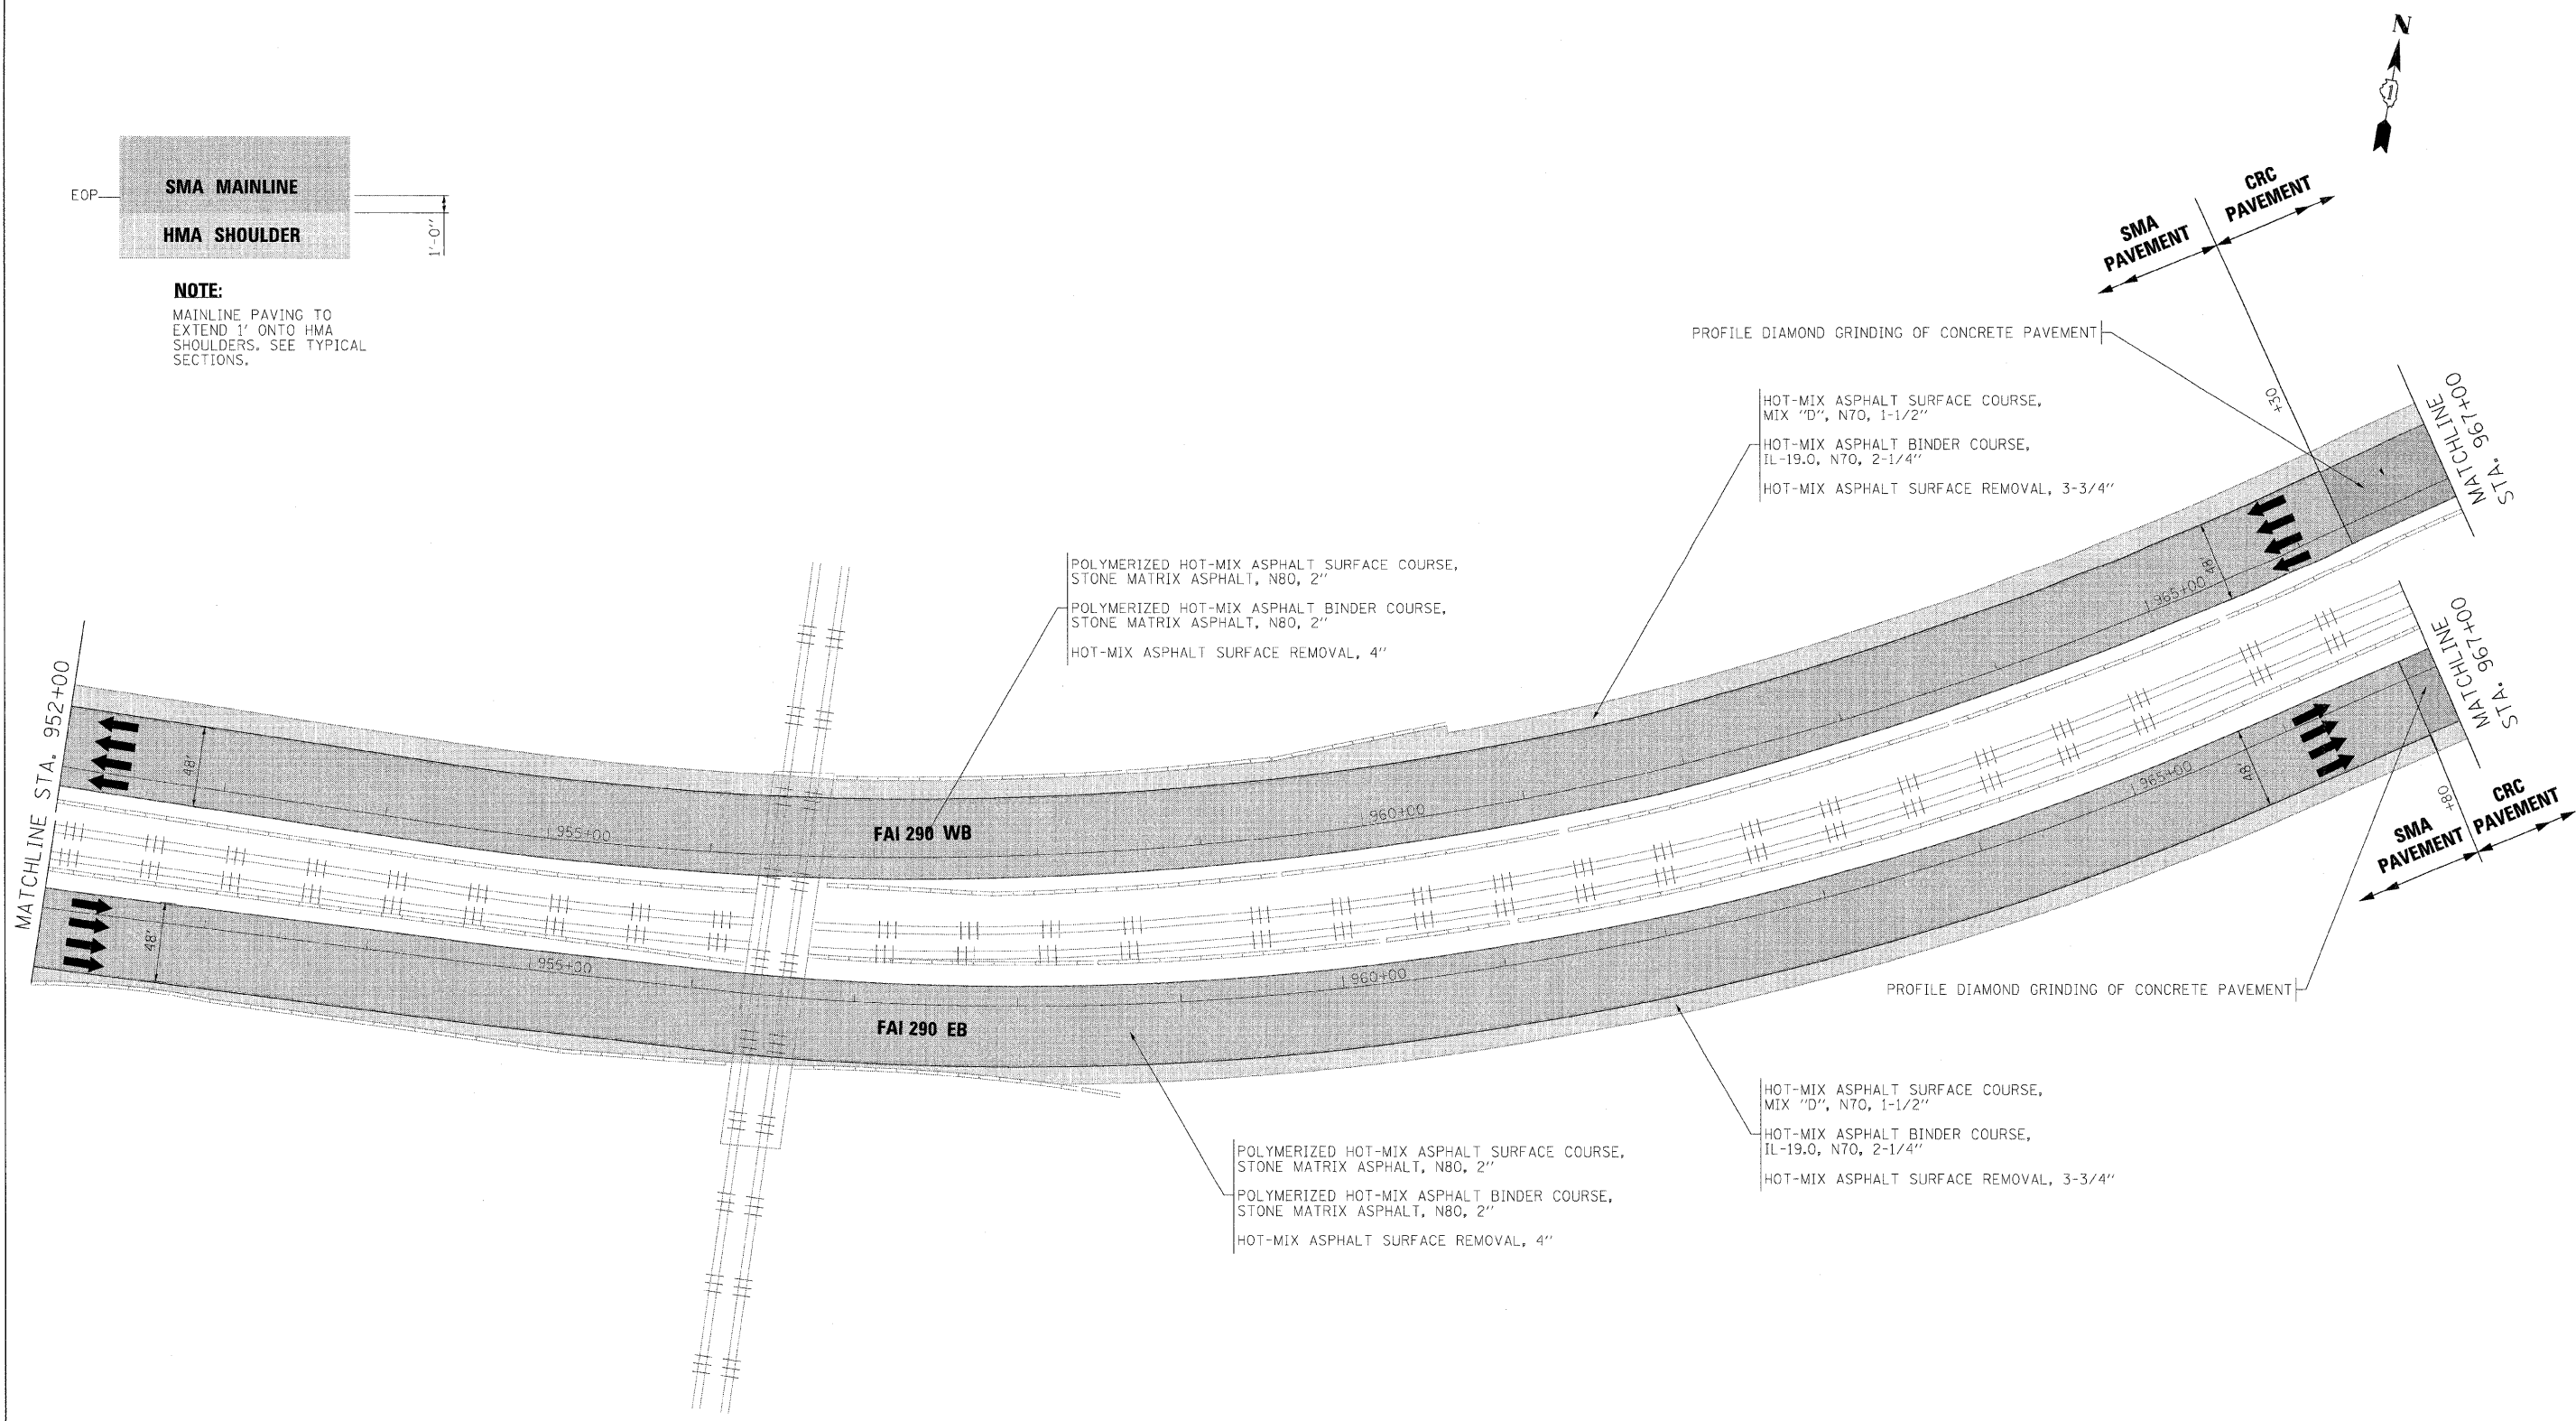 N
1
EOP
SMA MAINLINE
HMA SHOULDER
1'-0"
NOTE:
MAINLINE PAVING TO
EXTEND 1' ONTO HMA
SHOULDERS. SEE TYPICAL
SECTIONS.
SMA
PAVEMENT
CRC
PAVEMENT
PROFILE DIAMOND GRINDING OF CONCRETE PAVEMENT
+30
HOT-MIX ASPHALT SURFACE COURSE,
MIX "D", N70, 1-1/2"
HOT-MIX ASPHALT BINDER COURSE,
IL-19.0, N70, 2-1/4"
HOT-MIX ASPHALT SURFACE REMOVAL, 3-3/4"
MATCHLINE
STA. 967+00
POLYMERIZED HOT-MIX ASPHALT SURFACE COURSE,
STONE MATRIX ASPHALT, N80, 2"
POLYMERIZED HOT-MIX ASPHALT BINDER COURSE,
STONE MATRIX ASPHALT, N80, 2"
HOT-MIX ASPHALT SURFACE REMOVAL, 4"
MATCHLINE STA. 952+00
48'
955+00
FAI 290 WB
960+00
965+00
48'
MATCHLINE
STA. 967+00
48'
955+00
FAI 290 EB
960+00
965+00
48'
+80
SMA
PAVEMENT
CRC
PAVEMENT
PROFILE DIAMOND GRINDING OF CONCRETE PAVEMENT
HOT-MIX ASPHALT SURFACE COURSE,
MIX "D", N70, 1-1/2"
HOT-MIX ASPHALT BINDER COURSE,
IL-19.0, N70, 2-1/4"
HOT-MIX ASPHALT SURFACE REMOVAL, 3-3/4"
POLYMERIZED HOT-MIX ASPHALT SURFACE COURSE,
STONE MATRIX ASPHALT, N80, 2"
POLYMERIZED HOT-MIX ASPHALT BINDER COURSE,
STONE MATRIX ASPHALT, N80, 2"
HOT-MIX ASPHALT SURFACE REMOVAL, 4"